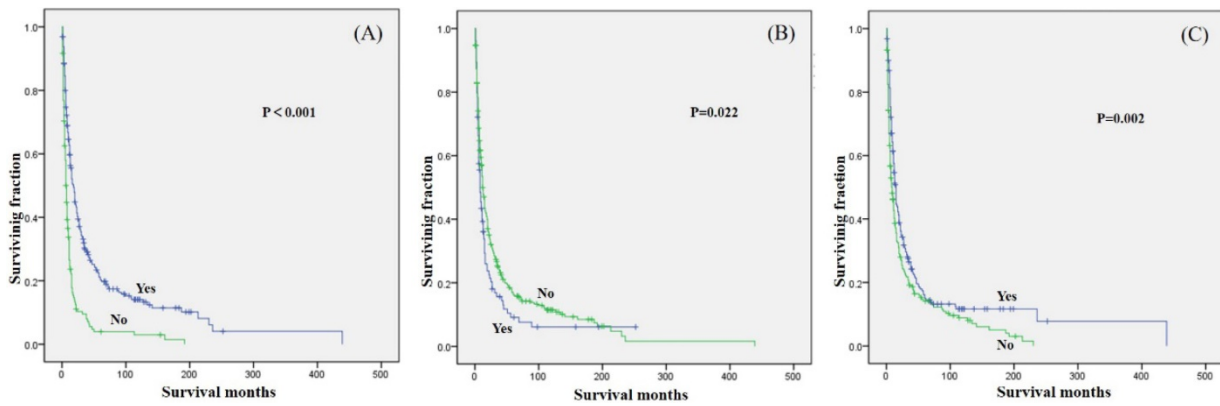 (A)
P < 0.001
1.0
0.8
0.6
0.4
0.2
0.0
Survivinig fraction
Yes
No
0 100 200 300 400 500
Survival months
(B)
P=0.022
1.0
0.8
0.6
0.4
0.2
0.0
Survivinig fraction
No
Yes
0 100 200 300 400 500
Survival months
(C)
P=0.002
1.0
0.8
0.6
0.4
0.2
0.0
Survivinig fraction
Yes
No
0 100 200 300 400 500
Survival months